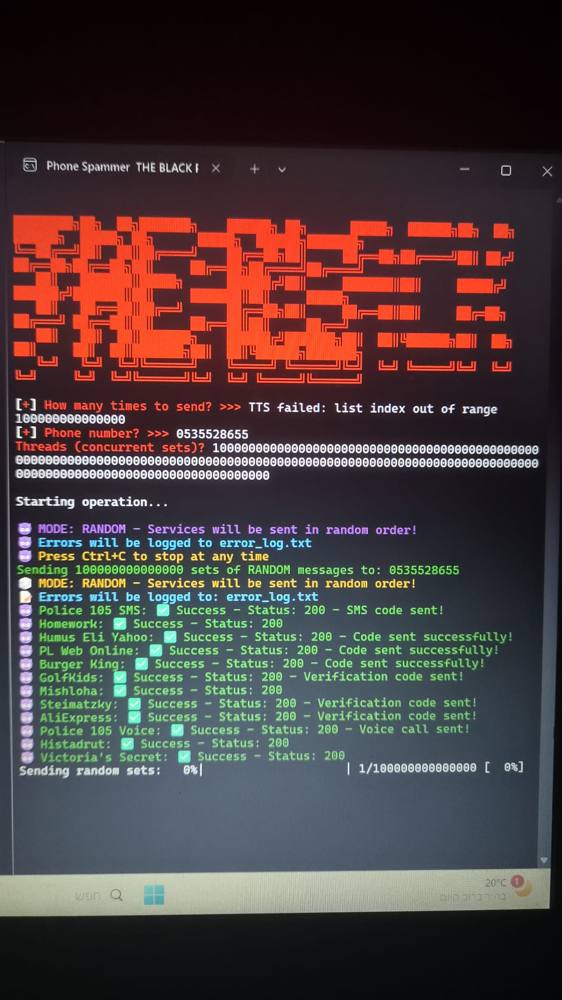 Phone Spammer THE BLACK
[+] How many times to send? >>> TTS failed: list index out of range
100000000000000
[+] Phone number? >>> 0535528655
Threads (concurrent sets)?
Starting operation...
😈 MODE: RANDOM – Services will be sent in random order!
😈 Errors will be logged to error_log.txt
😈 Press Ctrl+C to stop at any time
Sending 100000000000000 sets of RANDOM messages to: 0535528655
🎲 MODE: RANDOM – Services will be sent in random order!
📝 Errors will be logged to: error_log.txt
😈 Police 105 SMS: ✅ Success – Status: 200 – SMS code sent!
😈 Homework: ✅ Success – Status: 200
😈 Humus Eli Yahoo: ✅ Success – Status: 200 – Code sent successfully!
😈 PL Web Online: ✅ Success – Status: 200 – Code sent successfully!
😈 Burger King: ✅ Success – Status: 200 – Code sent successfully!
😈 GolfKids: ✅ Success – Status: 200 – Verification code sent!
😈 Mishloha: ✅ Success – Status: 200
😈 Steimatzky: ✅ Success – Status: 200 – Verification code sent!
😈 AliExpress: ✅ Success – Status: 200 – Verification code sent!
😈 Police 105 Voice: ✅ Success – Status: 200 – Voice call sent!
😈 Histadrut: ✅ Success – Status: 200
😈 Victoria's Secret: ✅ Success – Status: 200
Sending random sets: 0%| | 1/100000000000000 [ 0%]
20°C 1
חפש